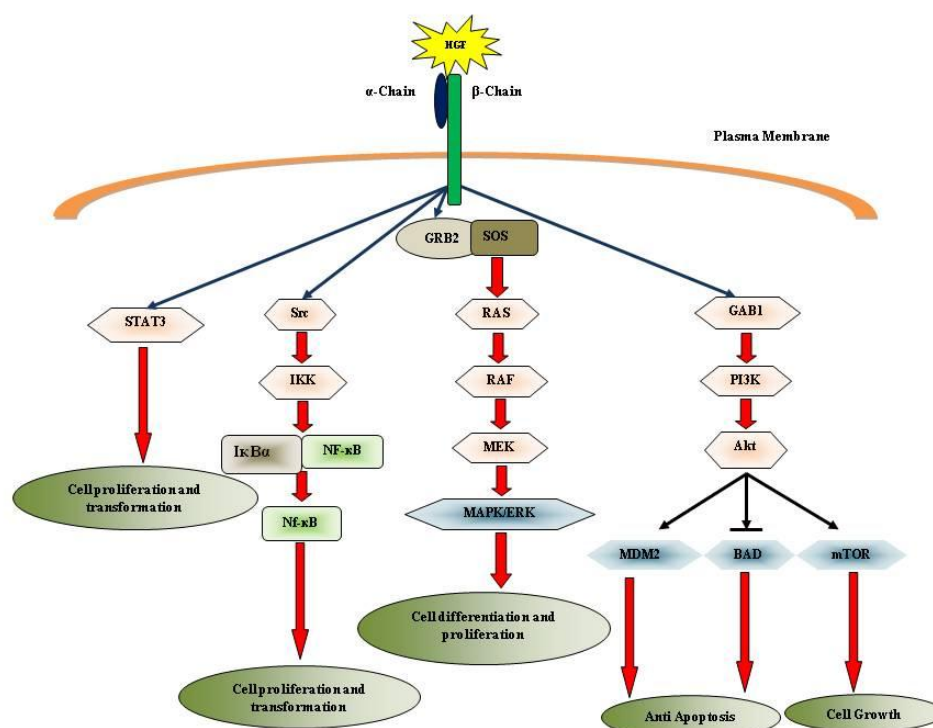 HGF
α-Chain
β-Chain
Plasma Membrane
GRB2
SOS
STAT3
Src
RAS
GAB1
IKK
RAF
PI3K
IκBα
NF-κB
MEK
Akt
Cell proliferation and
transformation
Nf-κB
MAPK/ERK
MDM2
BAD
mTOR
Cell differentiation and
proliferation
Cell proliferation and
transformation
Anti Apoptosis
Cell Growth